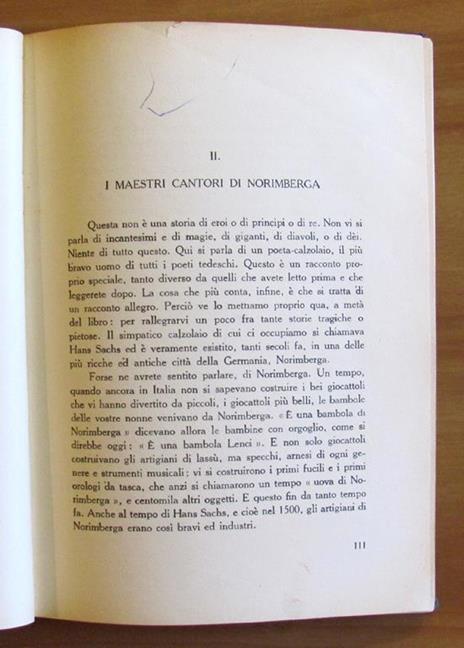 II.
I MAESTRI CANTORI DI NORIMBERGA
Questa non è una storia di eroi o di principi o di re. Non vi si
parla di incantesimi e di magie, di giganti, di diavoli, o di dèi.
Niente di tutto questo. Qui si parla di un poeta-calzolaio, il più
bravo uomo di tutti i poeti tedeschi. Questo è un racconto pro-
prio speciale, tanto diverso da quelli che avete letto prima e che
leggerete dopo. La cosa che più conta, infine, è che si tratta di
un racconto allegro. Perciò ve lo mettiamo proprio qua, a metà
del libro: per rallegrarvi un poco fra tante storie tragiche o
pietose. Il simpatico calzolaio di cui ci occupiamo si chiamava
Hans Sachs ed è veramente esistito, tanti secoli fa, in una delle
più ricche ed antiche città della Germania, Norimberga.
Forse ne avrete sentito parlare, di Norimberga. Un tempo,
quando ancora in Italia non si sapevano costruire i bei giocattoli
che vi hanno divertito da piccoli, i giocattoli più belli, le bambole
delle vostre nonne venivano da Norimberga. « È una bambola di
Norimberga » dicevano allora le bambine con orgoglio, come si
direbbe oggi: « È una bambola Lenci ». E non solo giocattoli
costruivano gli artigiani di lassù, ma specchi, arnesi di ogni ge-
nere e strumenti musicali; vi si costruirono i primi fucili e i primi
orologi da tasca, che anzi si chiamarono un tempo « uova di No-
rimberga », e centomila altri oggetti. E questo fin da tanto tempo
fa. Anche al tempo di Hans Sachs, e cioè nel 1500, gli artigiani di
Norimberga erano così bravi ed industri.
III